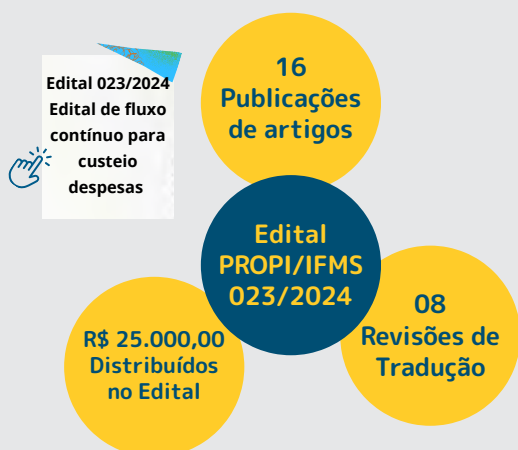 Edital 023/2024
Edital de fluxo
contínuo para
custeio
despesas
16
Publicações
de artigos
Edital
PROPI/IFMS
023/2024
08
Revisões de
Tradução
R$ 25.000,00
Distribuídos
no Edital